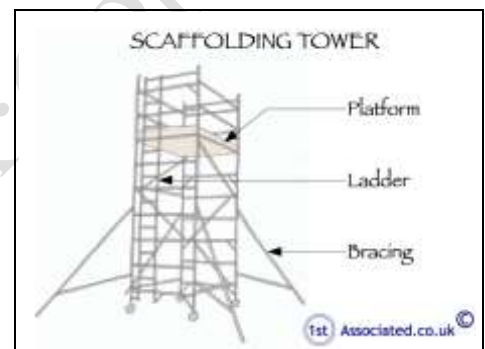 SCAFFOLDING TOWER
Platform
Ladder
Bracing
1st Associated.co.uk ©